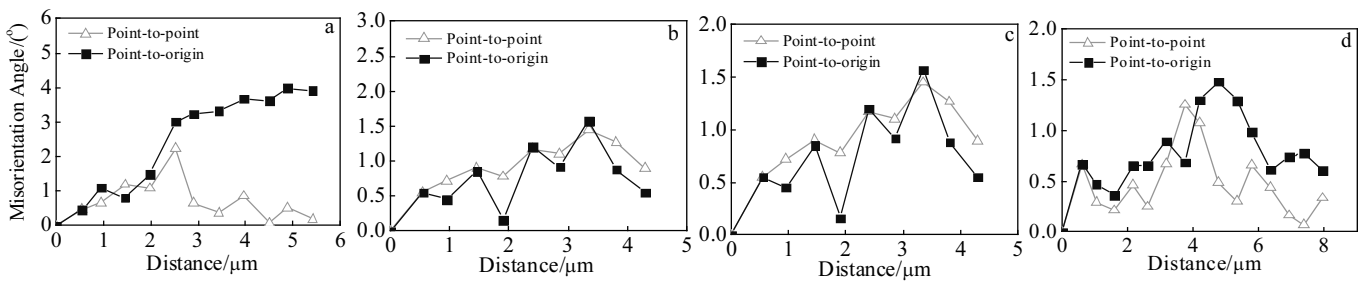 a
Point-to-point
Point-to-origin
Misorientation Angle/(°)
6
5
4
3
2
1
0
0 1 2 3 4 5 6
Distance/μm
b
Point-to-point
Point-to-origin
3.0
2.5
2.0
1.5
1.0
0.5
0.0
0 1 2 3 4 5
Distance/μm
c
Point-to-point
Point-to-origin
2.0
1.5
1.0
0.5
0.0
0 1 2 3 4 5
Distance/μm
d
Point-to-point
Point-to-origin
2.0
1.5
1.0
0.5
0.0
0 2 4 6 8
Distance/μm